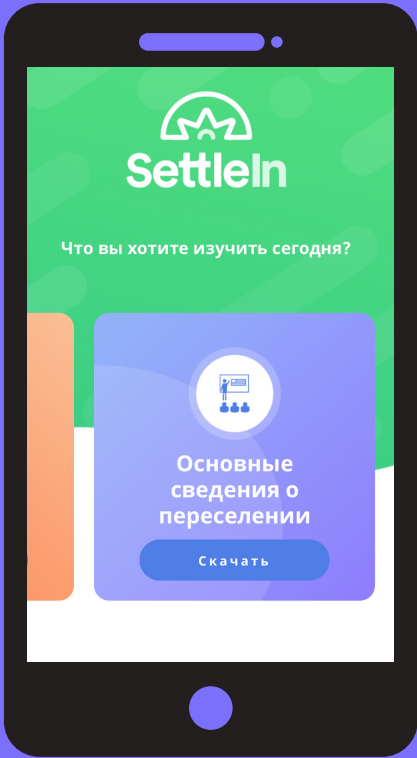 SettleIn
Что вы хотите изучить сегодня?
Основные
сведения о
переселении
Скачать